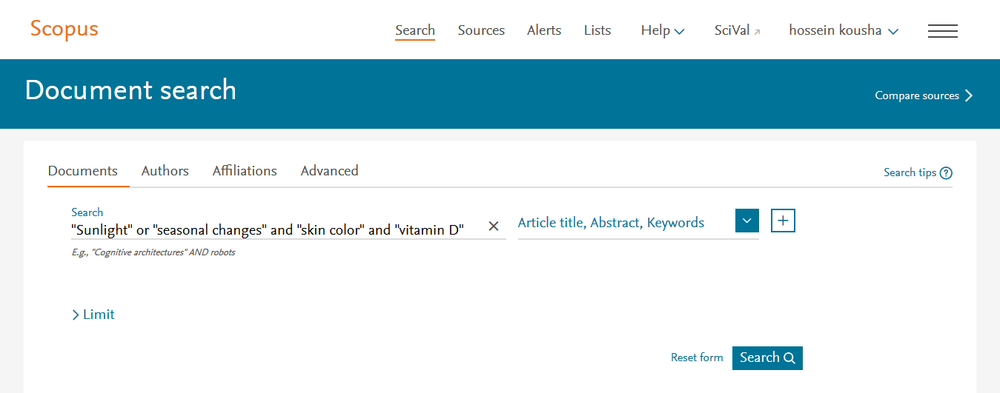 Scopus
Search Sources Alerts Lists Help SciVal hossein kousha
Document search
Compare sources
Documents Authors Affiliations Advanced
Search tips
Search
"Sunlight" or "seasonal changes" and "skin color" and "vitamin D"
Article title, Abstract, Keywords
E.g., "Cognitive architectures" AND robots
Limit
Reset form
Search